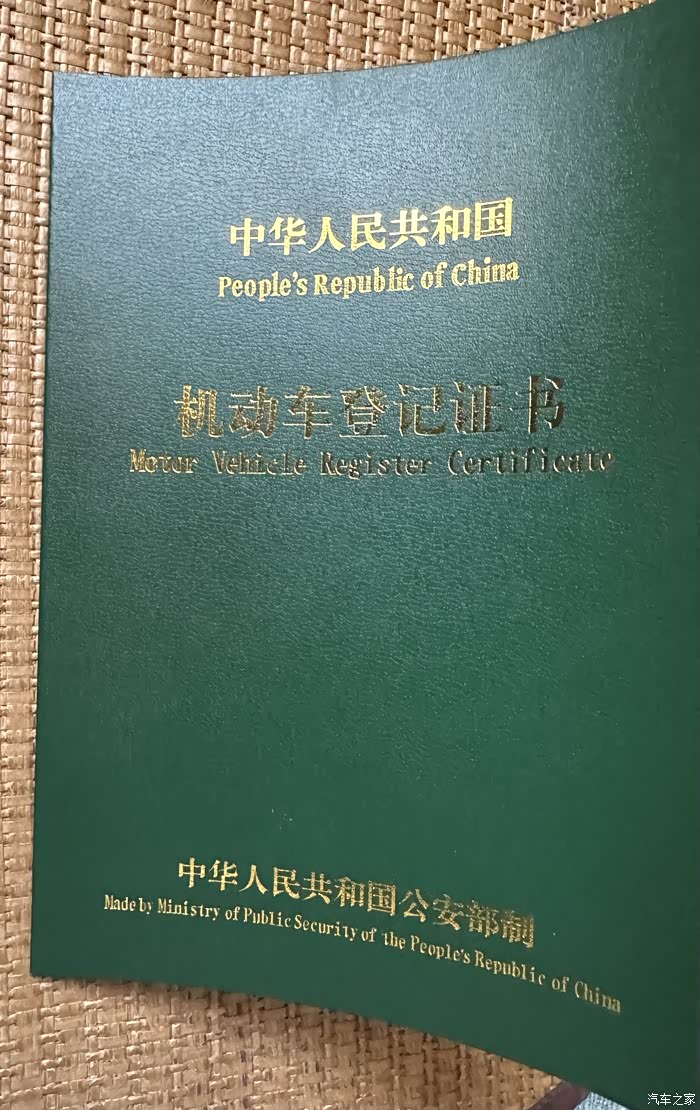 中华人民共和国
People's Republic of China
机动车登记证书
Motor Vehicle Register Certificate
中华人民共和国公安部制
Made by Ministry of Public Security of the People's Republic of China
汽车之家